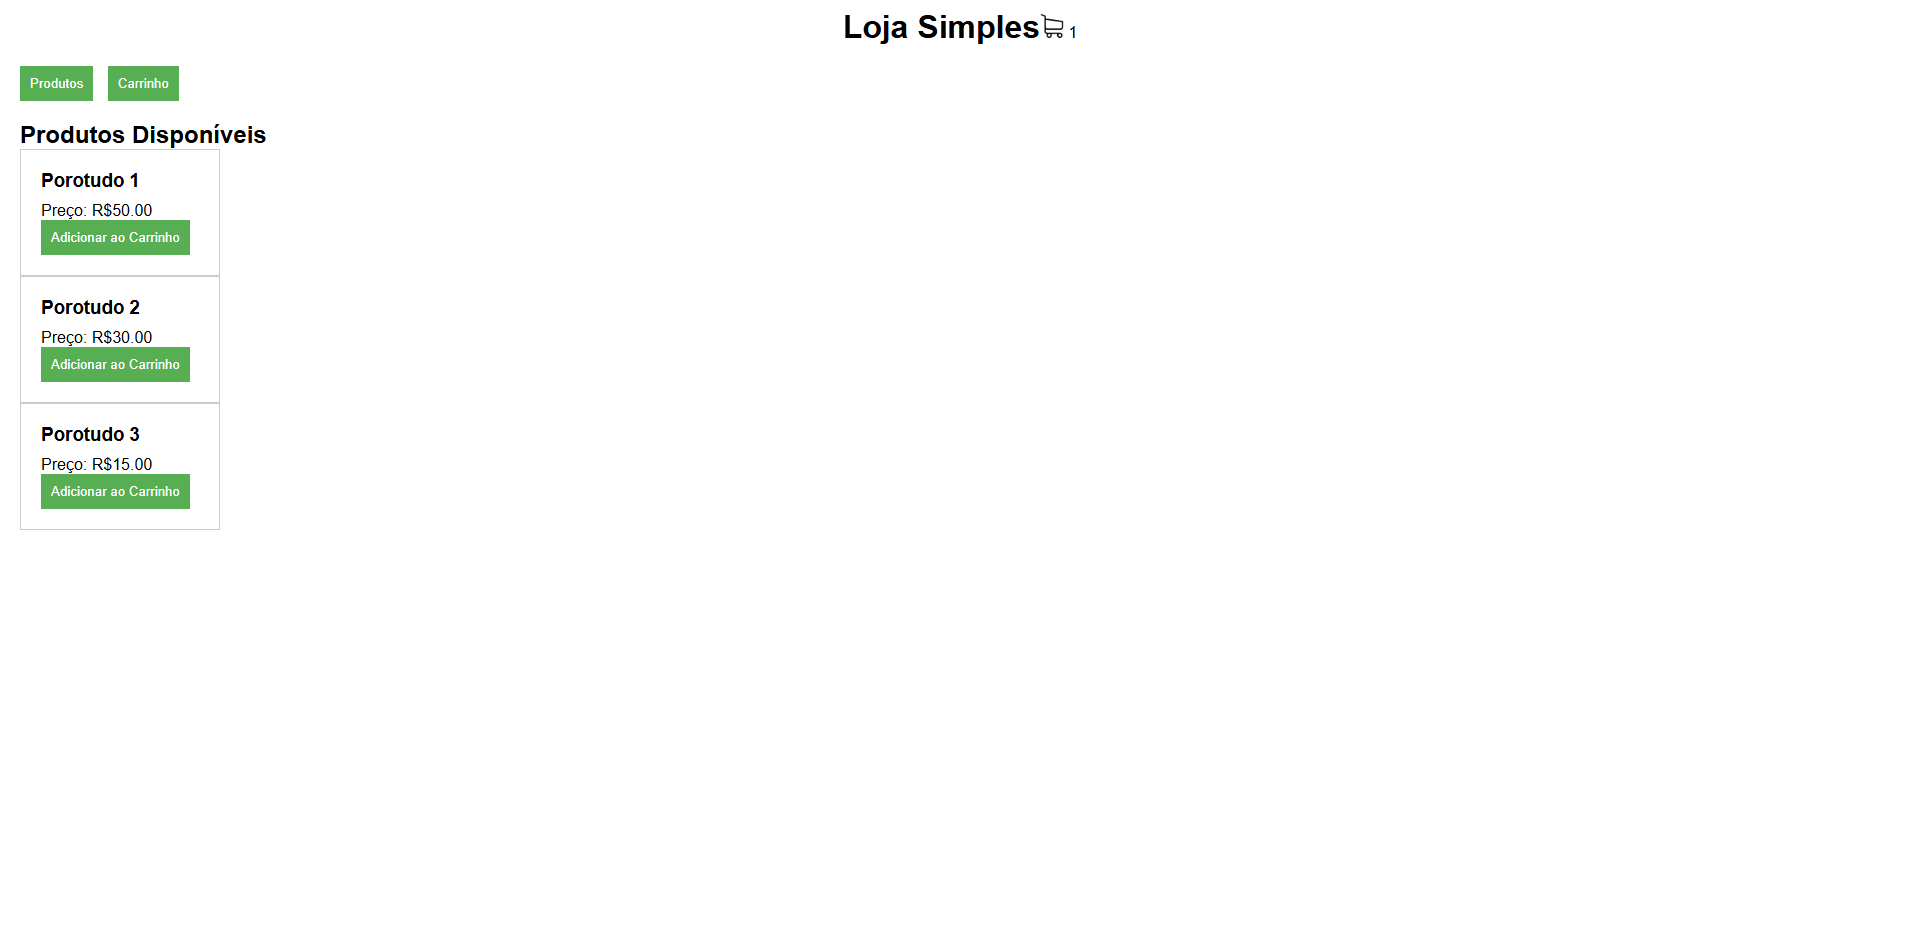 Loja Simples 1
Produtos Carrinho
Produtos Disponíveis
Porotudo 1
Preço: R$50.00
Adicionar ao Carrinho
Porotudo 2
Preço: R$30.00
Adicionar ao Carrinho
Porotudo 3
Preço: R$15.00
Adicionar ao Carrinho